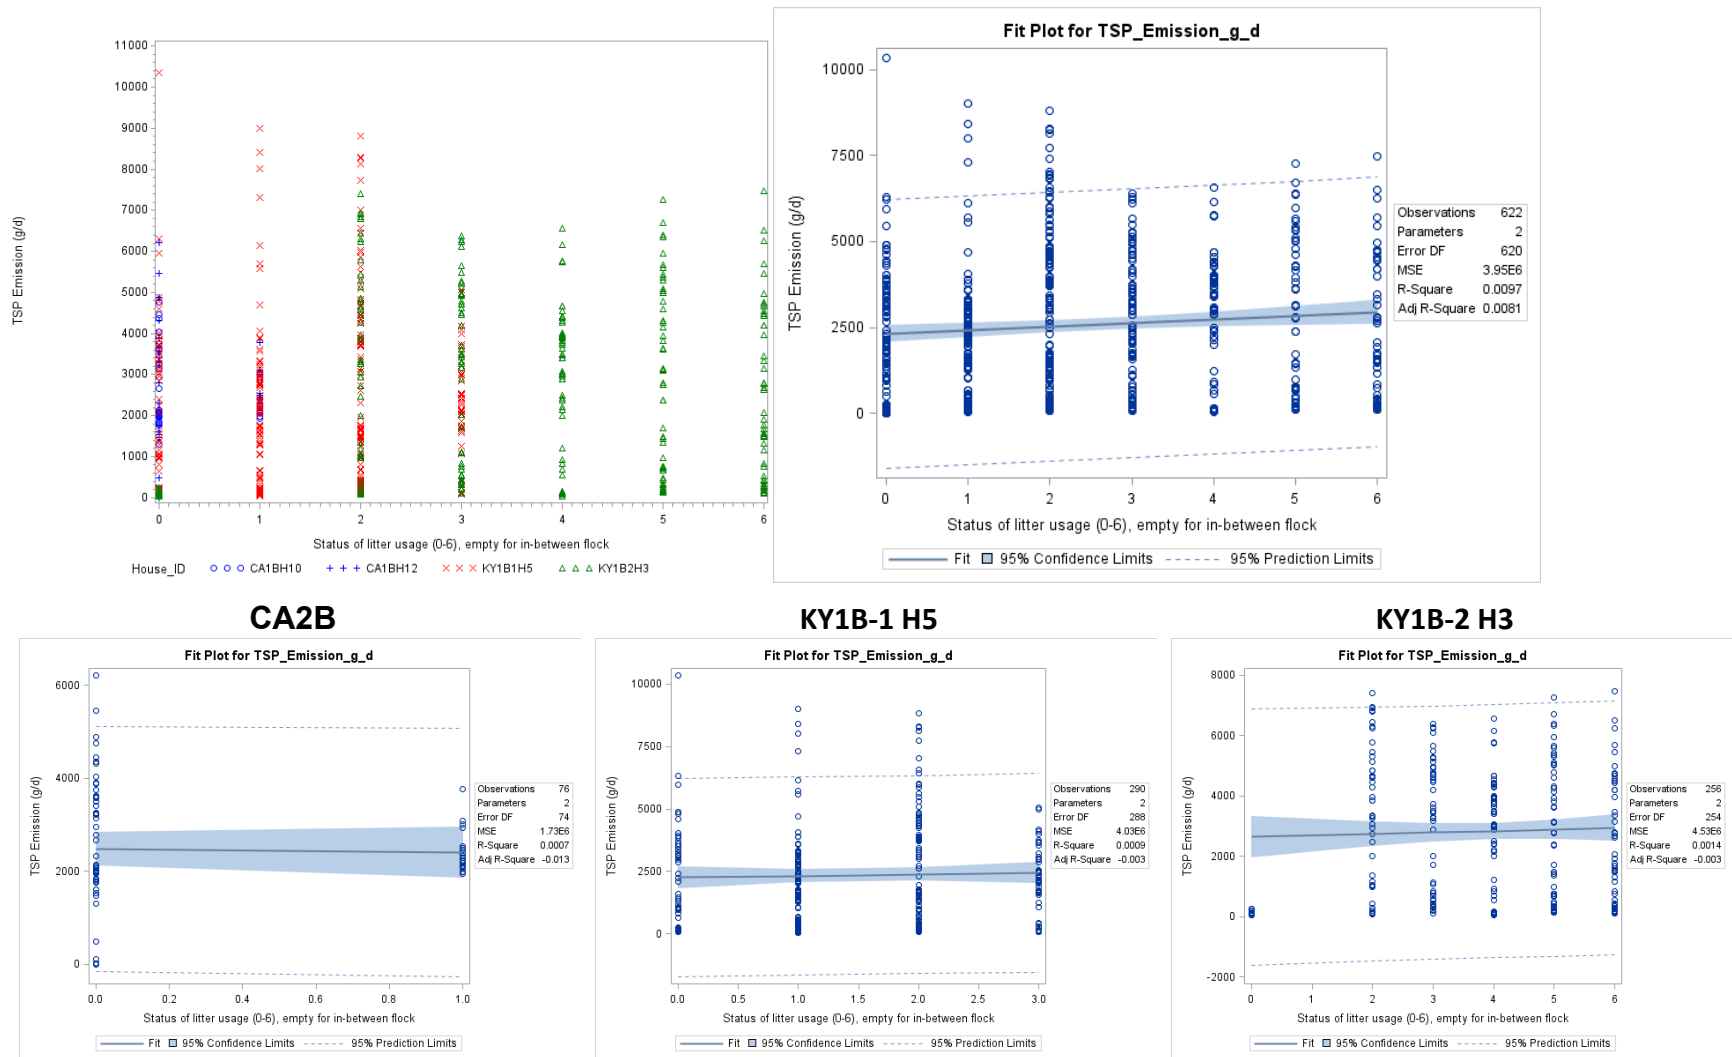 11000
10000
9000
8000
7000
6000
5000
4000
3000
2000
1000
0
TSP Emission (g/d)
0 1 2 3 4 5 6
Status of litter usage (0-6), empty for in-between flock
House_ID CA1BH10 CA1BH12 KY1B1H5 KY1B2H3
Fit Plot for TSP_Emission_g_d
10000
7500
5000
2500
0
TSP Emission (g/d)
0 1 2 3 4 5 6
Status of litter usage (0-6), empty for in-between flock
Observations 622
Parameters 2
Error DF 620
MSE 3.95E6
R-Square 0.0097
Adj R-Square 0.0081
Fit 95% Confidence Limits 95% Prediction Limits
CA2B
Fit Plot for TSP_Emission_g_d
6000
4000
2000
0
TSP Emission (g/d)
0.0 0.2 0.4 0.6 0.8 1.0
Status of litter usage (0-6), empty for in-between flock
Observations 76
Parameters 2
Error DF 74
MSE 1.73E6
R-Square 0.0007
Adj R-Square -0.013
Fit 95% Confidence Limits 95% Prediction Limits
KY1B-1 H5
Fit Plot for TSP_Emission_g_d
10000
7500
5000
2500
0
TSP Emission (g/d)
0.0 0.5 1.0 1.5 2.0 2.5 3.0
Status of litter usage (0-6), empty for in-between flock
Observations 290
Parameters 2
Error DF 288
MSE 4.03E6
R-Square 0.0009
Adj R-Square -0.003
Fit 95% Confidence Limits 95% Prediction Limits
KY1B-2 H3
Fit Plot for TSP_Emission_g_d
8000
6000
4000
2000
0
-2000
TSP Emission (g/d)
0 2 3 4 5 6
Status of litter usage (0-6), empty for in-between flock
Observations 256
Parameters 2
Error DF 254
MSE 4.53E6
R-Square 0.0014
Adj R-Square -0.003
Fit 95% Confidence Limits 95% Prediction Limits